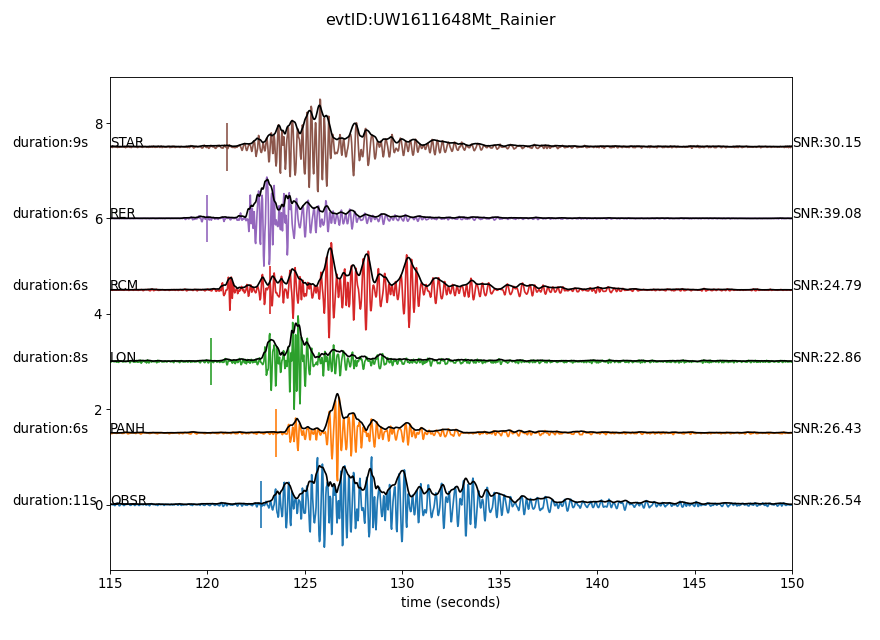 evtID:UW1611648Mt_Rainier
8
duration:9s STAR SNR:30.15
duration:6s RER SNR:39.08
6
duration:6s RCM SNR:24.79
4
duration:8s LON SNR:22.86
2
duration:6s PANH SNR:26.43
duration:11s 0 OBSR SNR:26.54
115 120 125 130 135 140 145 150
time (seconds)